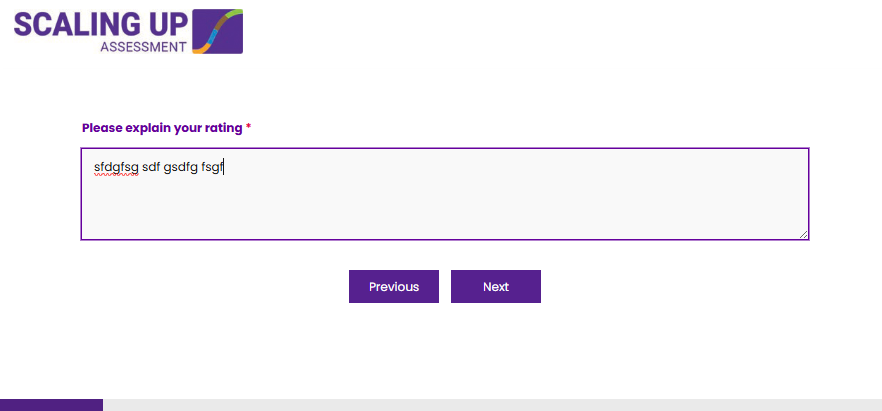 SCALING UP
ASSESSMENT
Please explain your rating *
sfdgfsg sdf gsdfg fsgf
Previous
Next